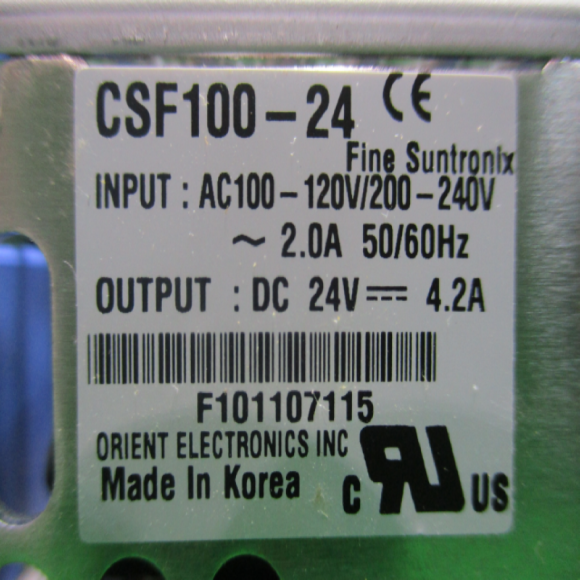 CSF100-24 CE
Fine Suntronix
INPUT : AC100-120V/200-240V
~ 2.0A 50/60Hz
OUTPUT : DC 24V⎓ 4.2A
F101107115
ORIENT ELECTRONICS INC
Made In Korea
C RU US